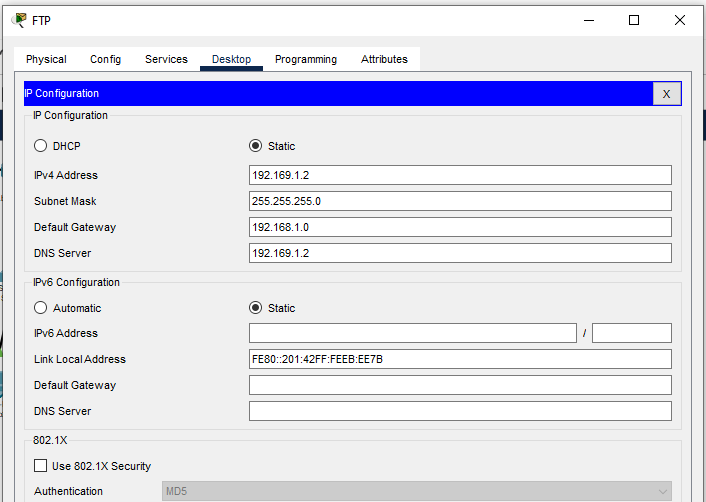 FTP
Physical Config Services Desktop Programming Attributes
IP Configuration X
IP Configuration
DHCP Static
IPv4 Address 192.169.1.2
Subnet Mask 255.255.255.0
Default Gateway 192.168.1.0
DNS Server 192.169.1.2
IPv6 Configuration
Automatic Static
IPv6 Address /
Link Local Address FE80::201:42FF:FEEB:EE7B
Default Gateway
DNS Server
802.1X
Use 802.1X Security
Authentication MD5